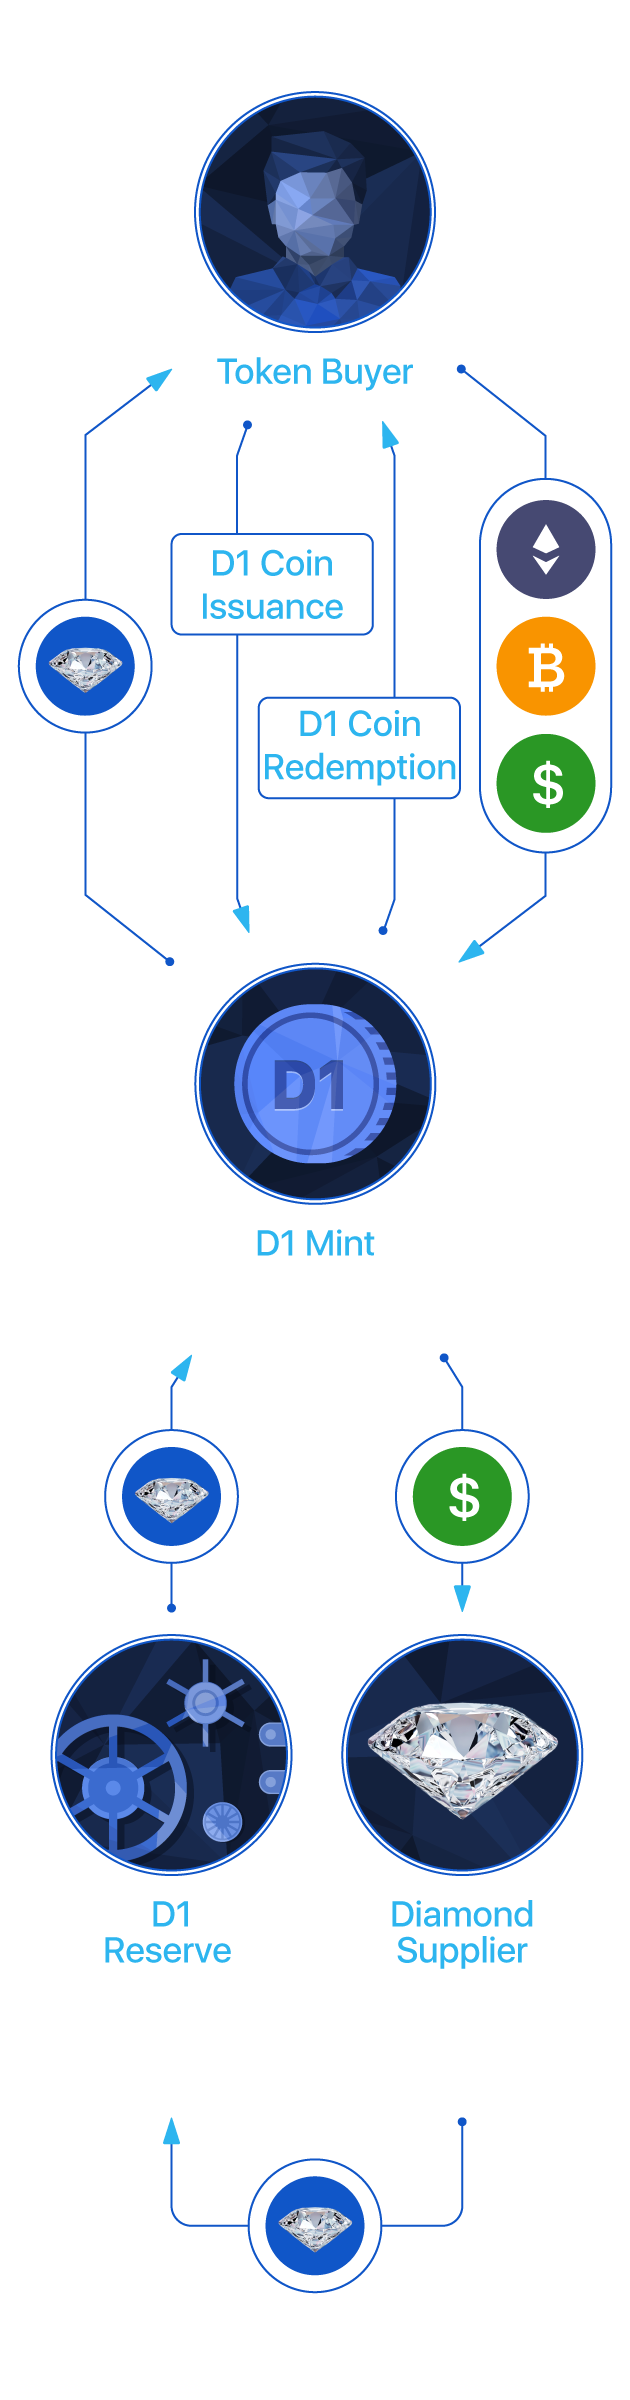 Token Buyer
D1 Coin
Issuance
D1 Coin
Redemption
$
D1
D1 Mint
$
D1
Reserve
Diamond
Supplier